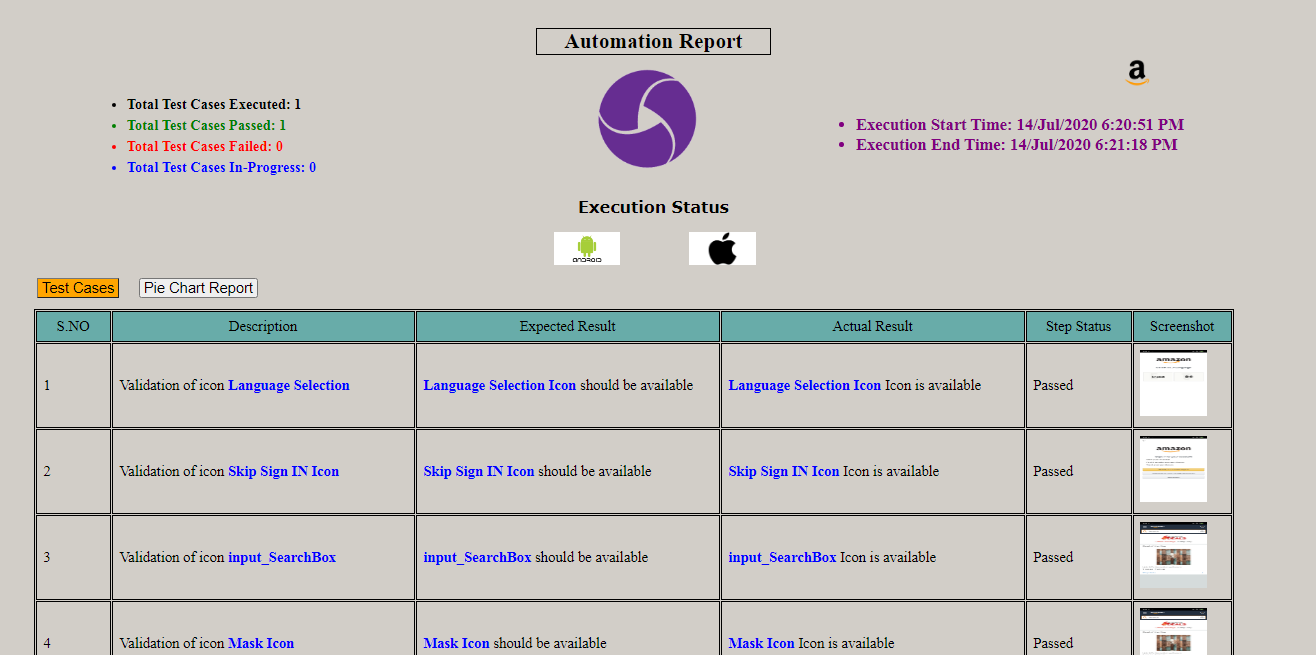 Automation Report
a
Total Test Cases Executed: 1
Total Test Cases Passed: 1
Total Test Cases Failed: 0
Total Test Cases In-Progress: 0
Execution Start Time: 14/Jul/2020 6:20:51 PM
Execution End Time: 14/Jul/2020 6:21:18 PM
Execution Status
ANDROID
Test Cases Pie Chart Report
S.NO Description Expected Result Actual Result Step Status Screenshot
1 Validation of icon Language Selection Language Selection Icon should be available Language Selection Icon Icon is available Passed
amazon
2 Validation of icon Skip Sign IN Icon Skip Sign IN Icon should be available Skip Sign IN Icon Icon is available Passed
amazon
3 Validation of icon input_SearchBox input_SearchBox should be available input_SearchBox Icon is available Passed
4 Validation of icon Mask Icon Mask Icon should be available Mask Icon Icon is available Passed